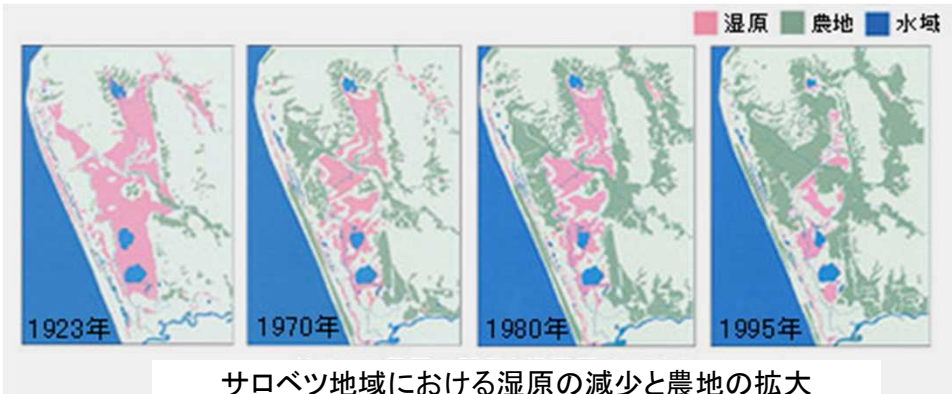 湿原 農地 水域
1923年 1970年 1980年 1995年
サロベツ地域における湿原の減少と農地の拡大